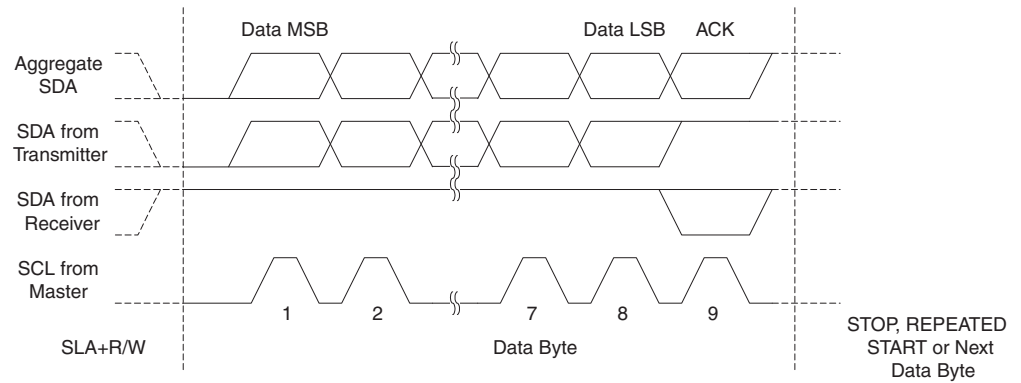 Data MSB
Data LSB
ACK
Aggregate
SDA
SDA from
Transmitter
SDA from
Receiver
SCL from
Master
1
2
7
8
9
SLA+R/W
Data Byte
STOP, REPEATED
START or Next
Data Byte